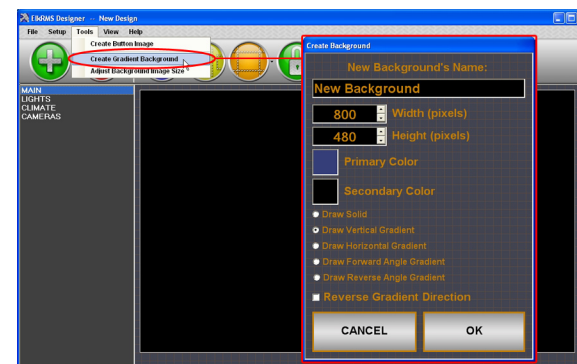 ElkRMS Designer -- New Design
File Setup Tools View Help
Create Button Image
Create Gradient Background
Adjust Background Image Size
MAIN
LIGHTS
CLIMATE
CAMERAS
Create Background
New Background's Name:
New Background
800 Width (pixels)
480 Height (pixels)
Primary Color
Secondary Color
Draw Solid
Draw Vertical Gradient
Draw Horizontal Gradient
Draw Forward Angle Gradient
Draw Reverse Angle Gradient
Reverse Gradient Direction
CANCEL OK